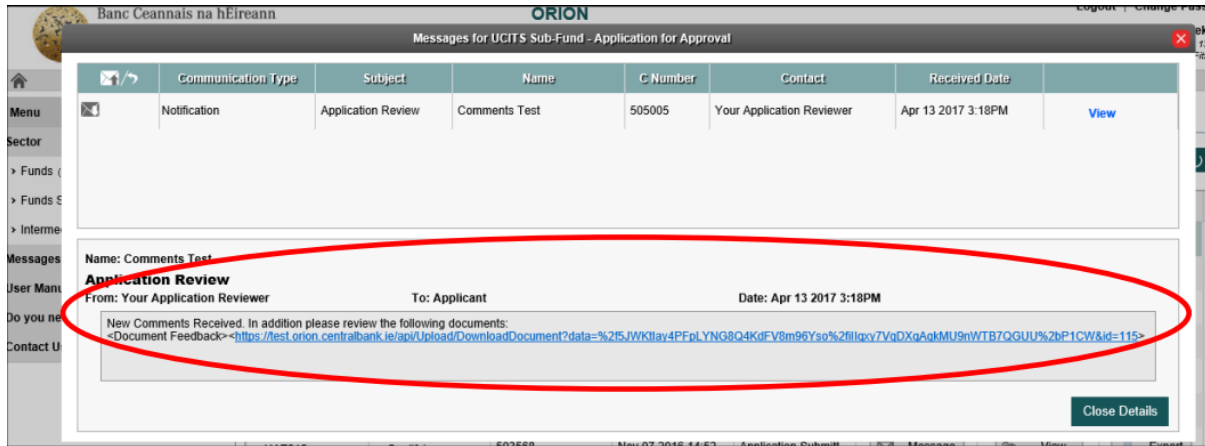 Banc Ceannais na hEireann
ORION
Logout | Change Pass
Messages for UCITS Sub-Fund - Application for Approval
Communication Type Subject Name C Number Contact Received Date
Menu
Notification Application Review Comments Test 505005 Your Application Reviewer Apr 13 2017 3:18PM View
Sector
› Funds (
› Funds S
› Interme
Messages
Name: Comments Test
Application Review
User Manu
From: Your Application Reviewer To: Applicant Date: Apr 13 2017 3:18PM
Do you ne
New Comments Received. In addition please review the following documents:
<Document Feedback><https://test.orion.centralbank.ie/api/Upload/DownloadDocument?data=%2f5JWKtlay4PFpLYNG8Q4KdFV8m96Yso%2fillqxy7VqDXqAqkMU9nWTB7QGUU%2bP1CW&id=115>
Contact U
Close Details
503568 Nov 07 2016 14:52 Application Submitt Message View Export